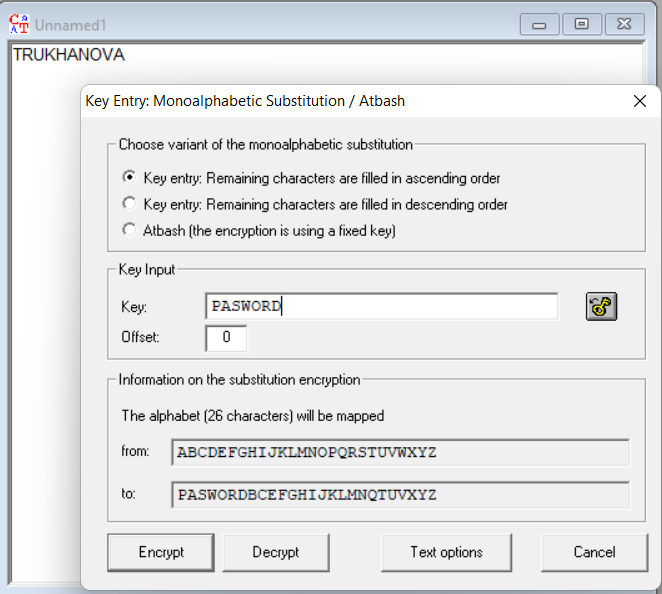 Unnamed1
TRUKHANOVA
Key Entry: Monoalphabetic Substitution / Atbash
Choose variant of the monoalphabetic substitution
Key entry: Remaining characters are filled in ascending order
Key entry: Remaining characters are filled in descending order
Atbash (the encryption is using a fixed key)
Key Input
Key: PASWORD
Offset: 0
Information on the substitution encryption
The alphabet (26 characters) will be mapped
from: ABCDEFGHIJKLMNOPQRSTUVWXYZ
to: PASWORDBCEFGHIJKLMNQTUVXYZ
Encrypt Decrypt Text options Cancel